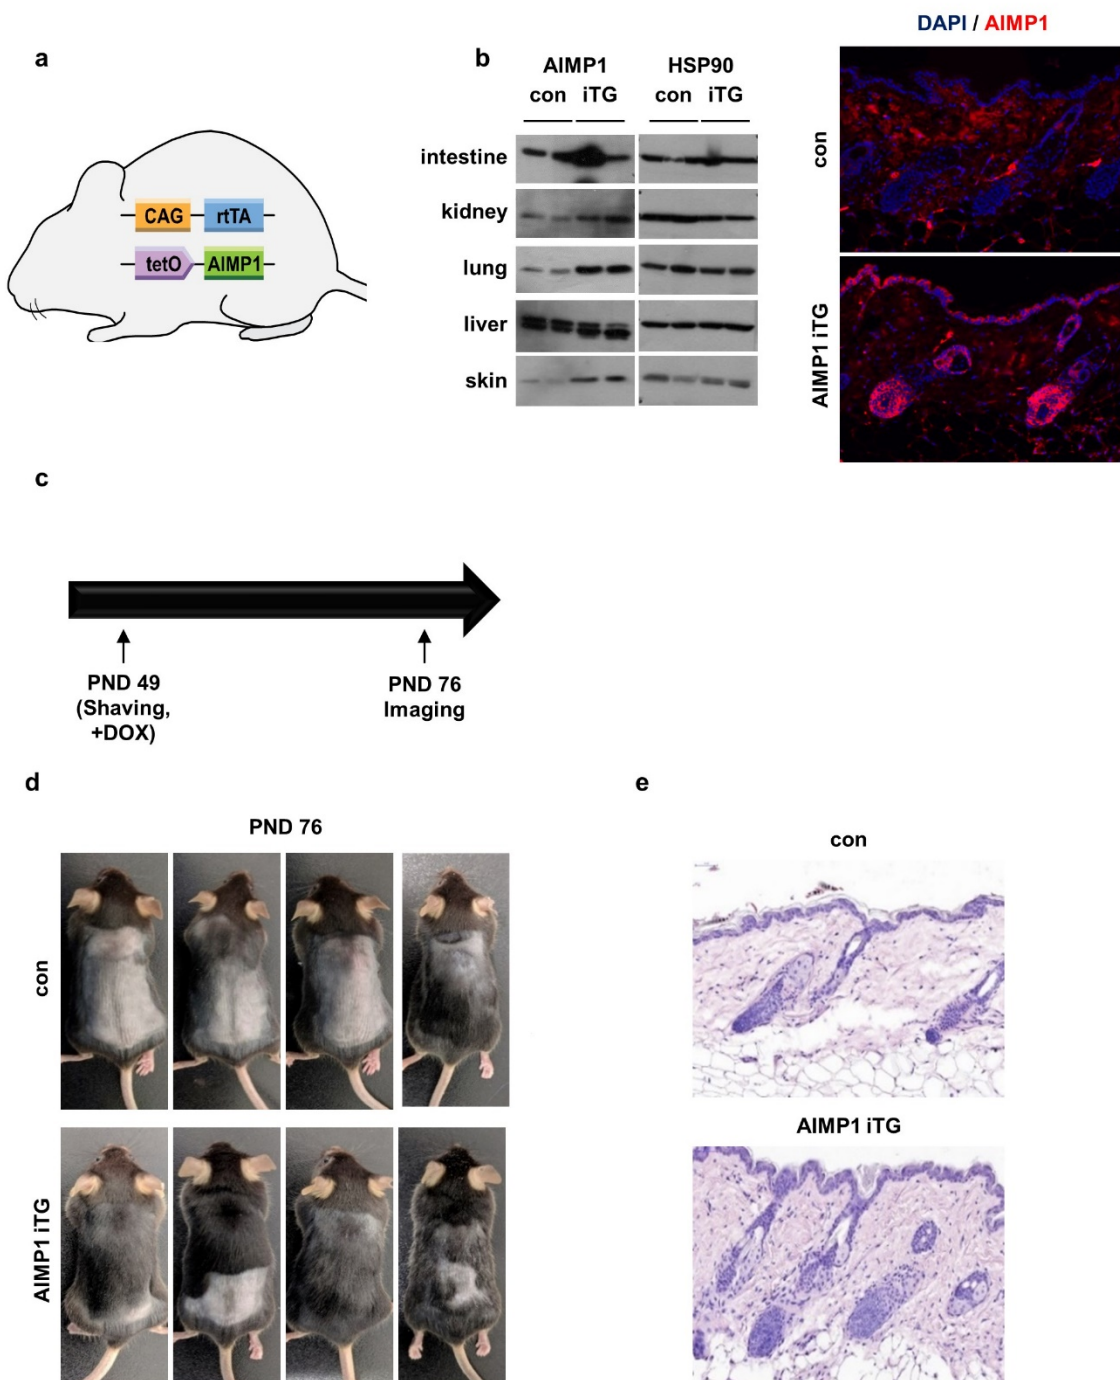 a
CAG rtTA
tetO AIMP1
b
AIMP1 HSP90
con iTG con iTG
intestine
kidney
lung
liver
skin
DAPI / AIMP1
con
AIMP1 iTG
c
PND 49
(Shaving,
+DOX)
PND 76
Imaging
d
PND 76
con
AIMP1 iTG
e
con
AIMP1 iTG